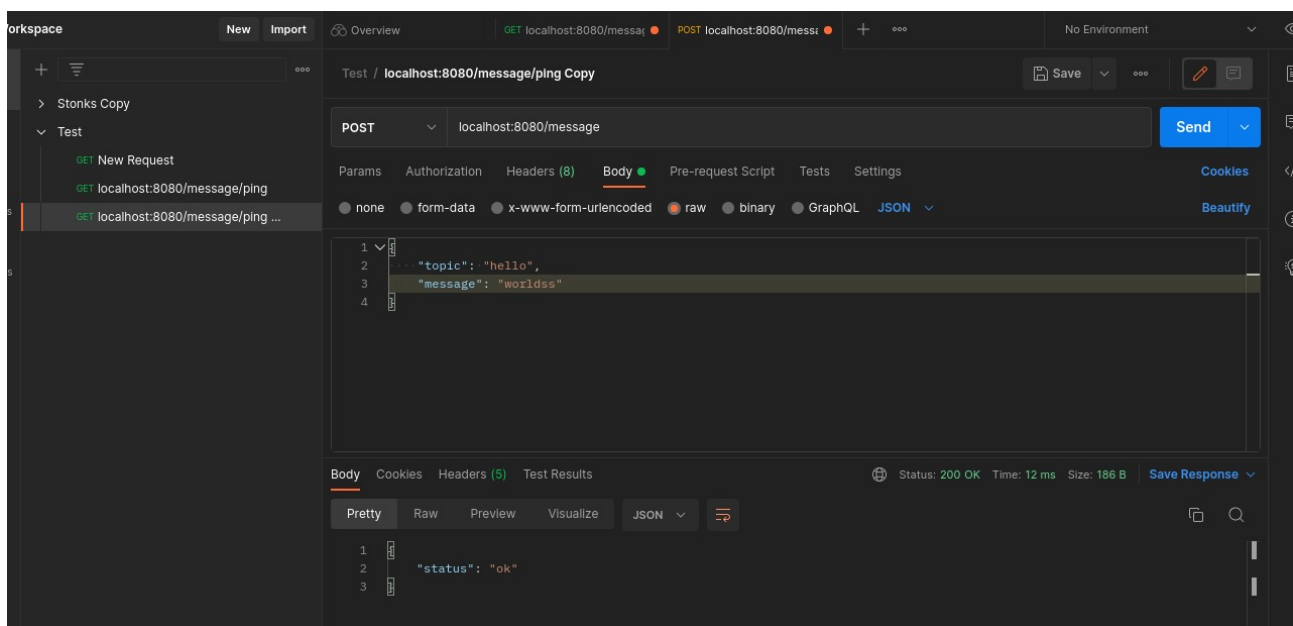 orkspace New Import Overview GET localhost:8080/messag POST localhost:8080/messa No Environment
Test / localhost:8080/message/ping Copy Save
Stonks Copy
Test
GET New Request
GET localhost:8080/message/ping
GET localhost:8080/message/ping ...
POST localhost:8080/message Send
Params Authorization Headers (8) Body Pre-request Script Tests Settings Cookies
none form-data x-www-form-urlencoded raw binary GraphQL JSON Beautify
1 {
2 "topic": "hello",
3 "message": "worldss"
4 }
Body Cookies Headers (5) Test Results Status: 200 OK Time: 12 ms Size: 186 B Save Response
Pretty Raw Preview Visualize JSON
1 {
2 "status": "ok"
3 }